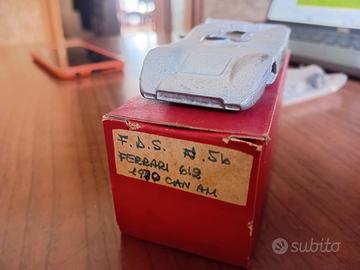 F.D.S. N.56
FERRARI 612
1970 CAN AM
subito